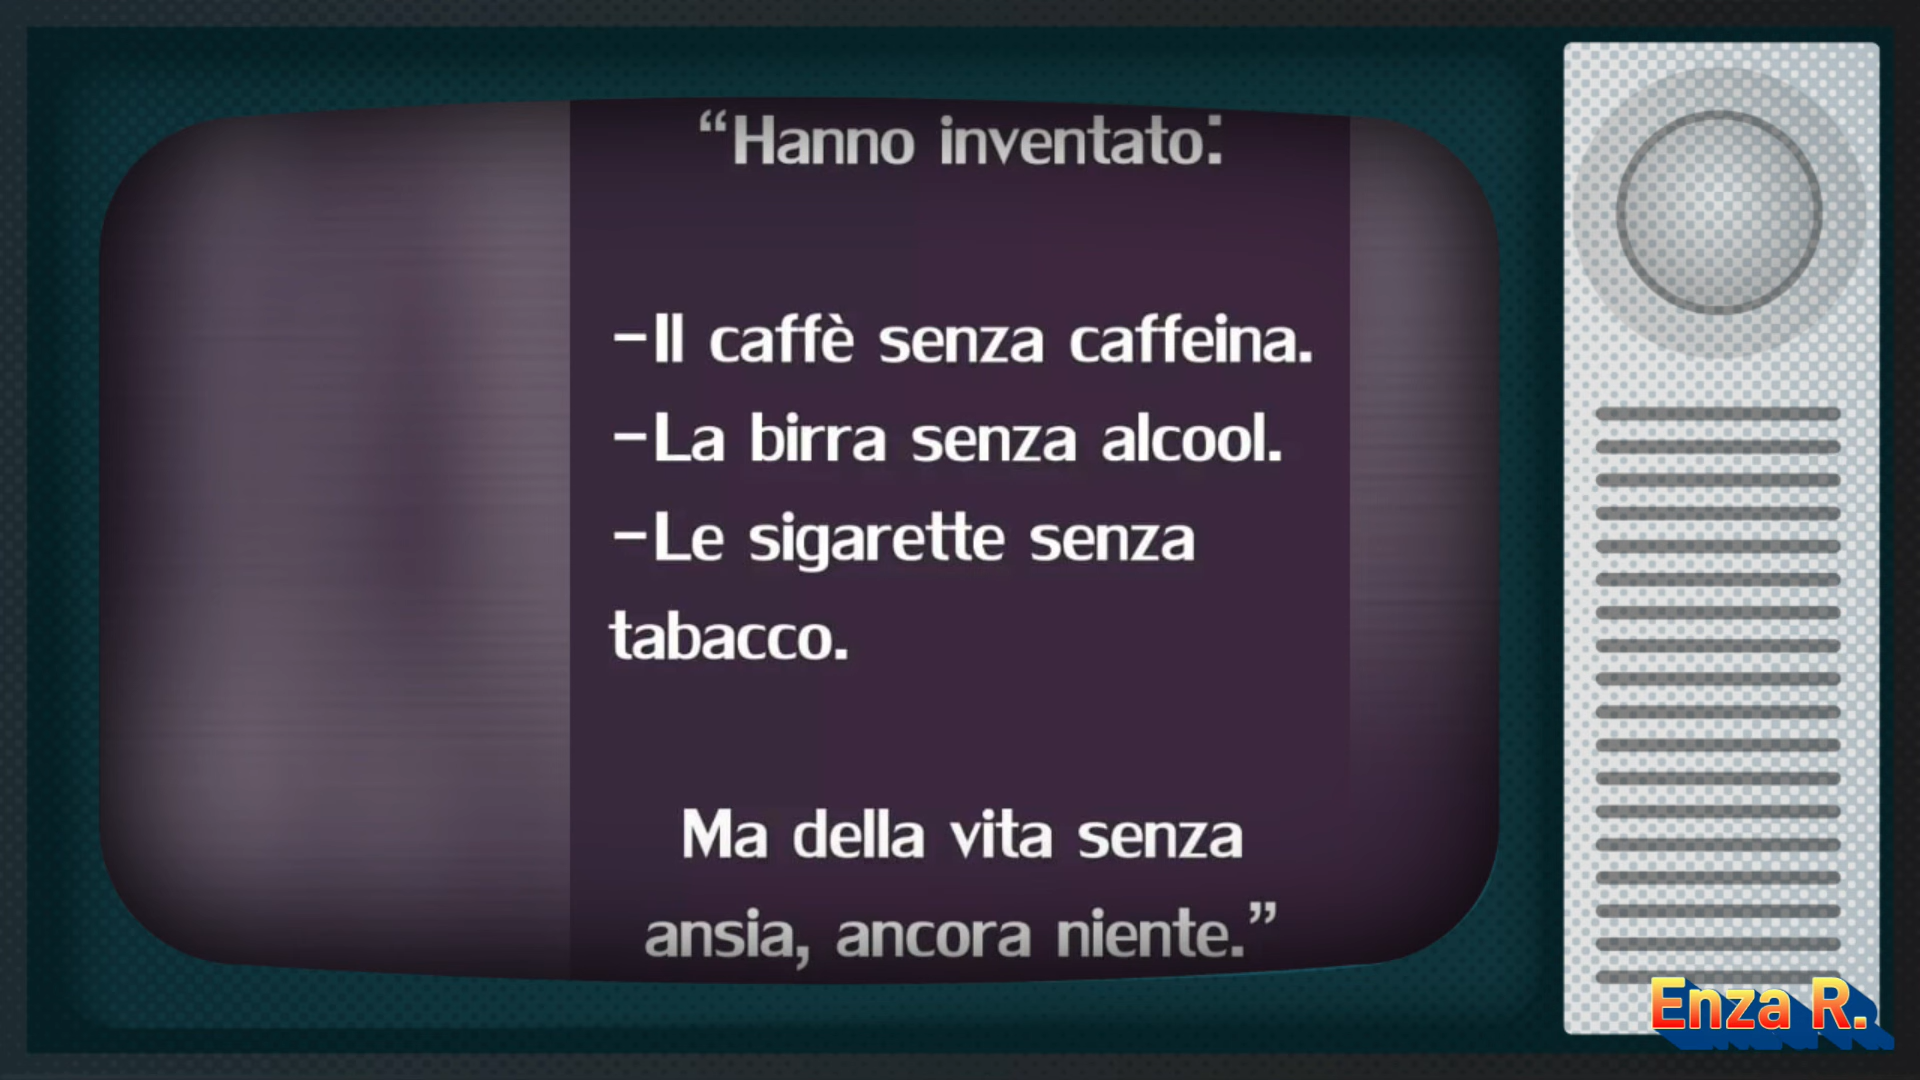 “Hanno inventato:
-Il caffè senza caffeina.
-La birra senza alcool.
-Le sigarette senza
tabacco.
Ma della vita senza
ansia, ancora niente.”
Enza R.